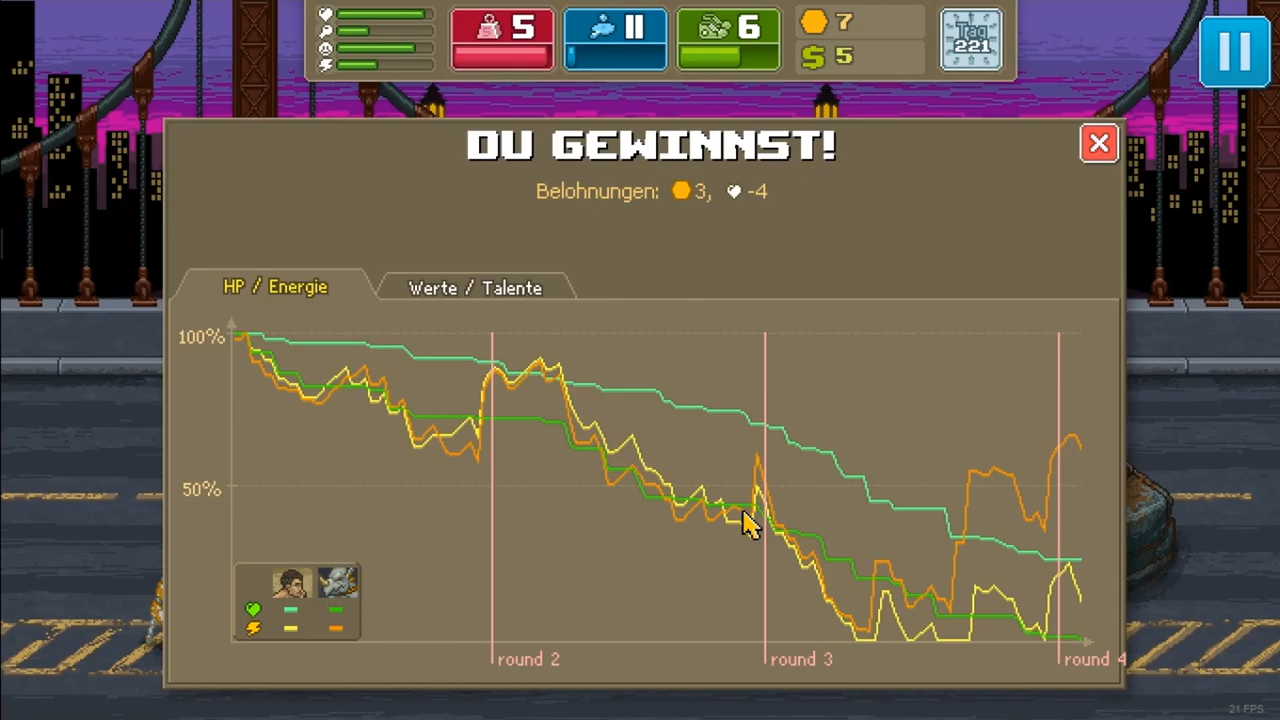 5
11
6
7
5
Tag
221
DU GEWINNST!
Belohnungen: 3, -4
HP / Energie
Werte / Talente
100%
50%
round 2
round 3
round 4
21 FPS